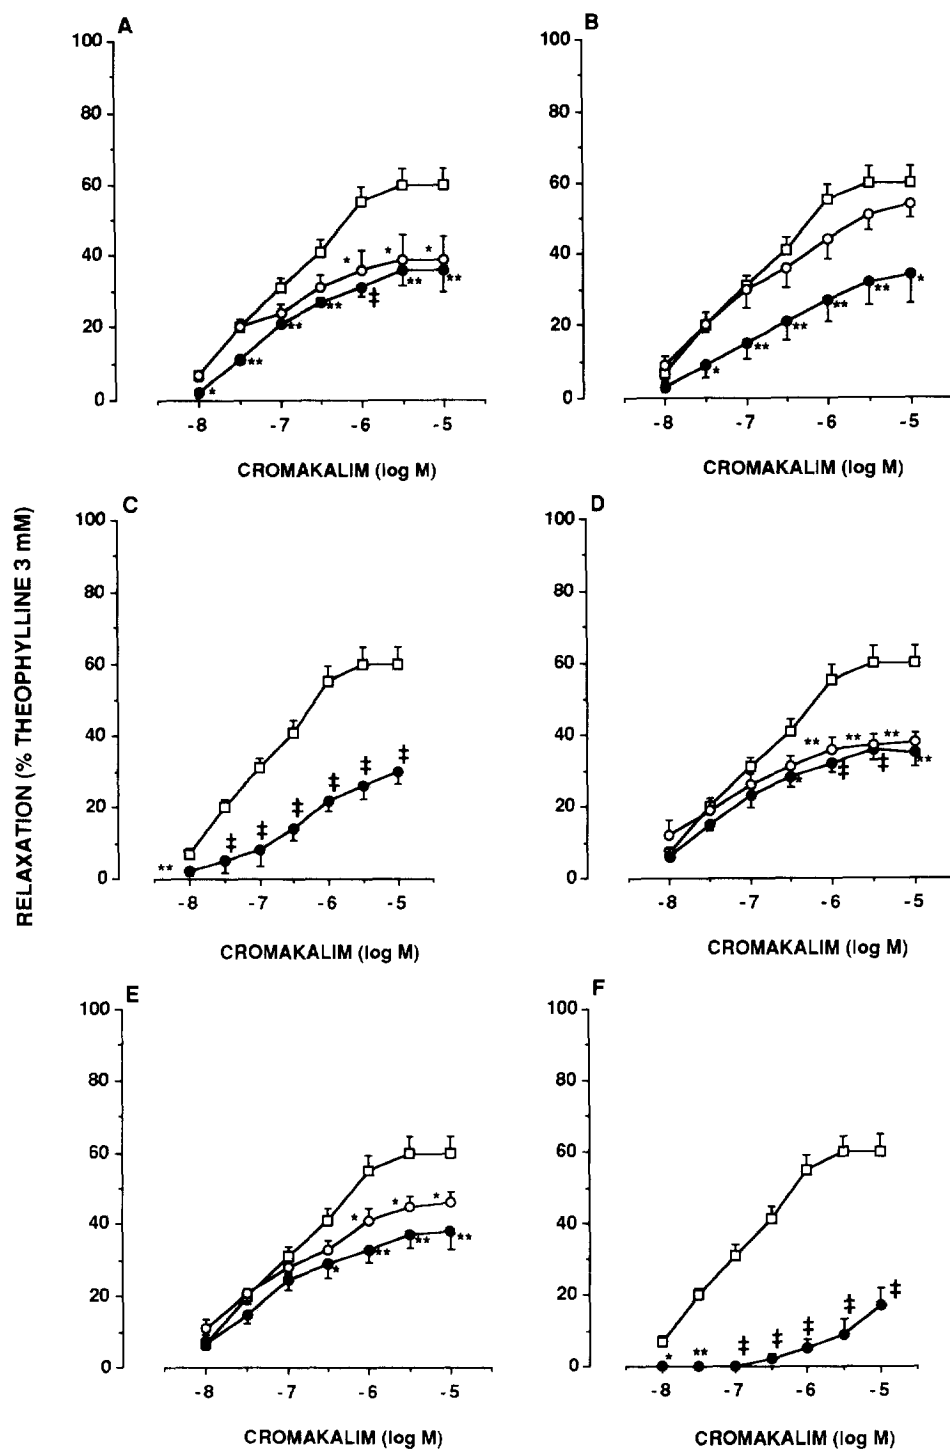 RELAXATION (% THEOPHYLLINE 3 mM)
A
100
80
60
40
20
0
* ** ** ** * ‡ * ** * **
-8 -7 -6 -5
CROMAKALIM (log M)
B
100
80
60
40
20
0
* ** ** ** ** *
-8 -7 -6 -5
CROMAKALIM (log M)
C
100
80
60
40
20
0
** ‡ ‡ ‡ ‡ ‡ ‡
-8 -7 -6 -5
CROMAKALIM (log M)
D
100
80
60
40
20
0
* ** ‡ ** ‡ ** **
-8 -7 -6 -5
CROMAKALIM (log M)
E
100
80
60
40
20
0
* * ** * ** * **
-8 -7 -6 -5
CROMAKALIM (log M)
F
100
80
60
40
20
0
* ** ‡ ‡ ‡ ‡ ‡
-8 -7 -6 -5
CROMAKALIM (log M)